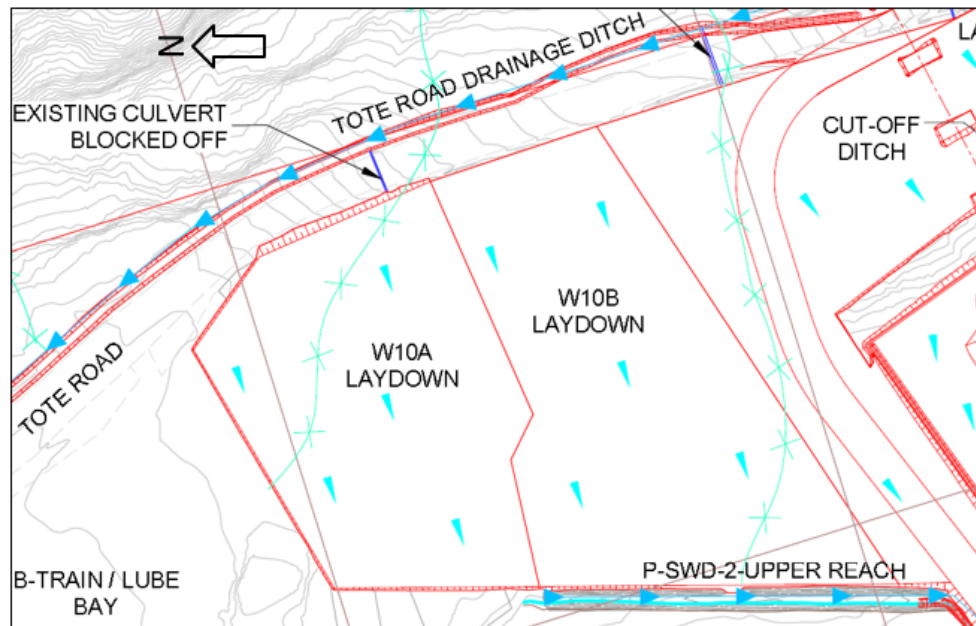 N
TOTE ROAD DRAINAGE DITCH
EXISTING CULVERT
BLOCKED OFF
CUT-OFF
DITCH
W10B
LAYDOWN
W10A
LAYDOWN
TOTE ROAD
B-TRAIN / LUBE
BAY
P-SWD-2-UPPER REACH